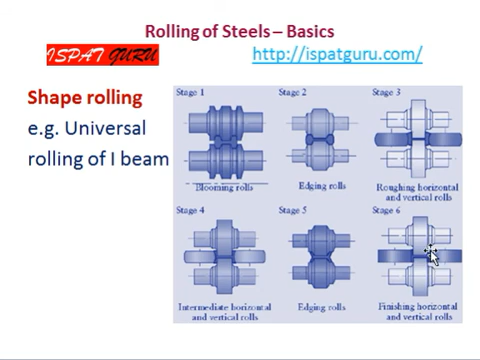 Rolling of Steels – Basics
ISPAT GURU
http://ispatguru.com/
Shape rolling
e.g. Universal
rolling of I beam
Stage 1
Stage 2
Stage 3
Blooming rolls
Edging rolls
Roughing horizontal
and vertical rolls
Stage 4
Stage 5
Stage 6
Intermediate horizontal
and vertical rolls
Edging rolls
Finishing horizontal
and vertical rolls